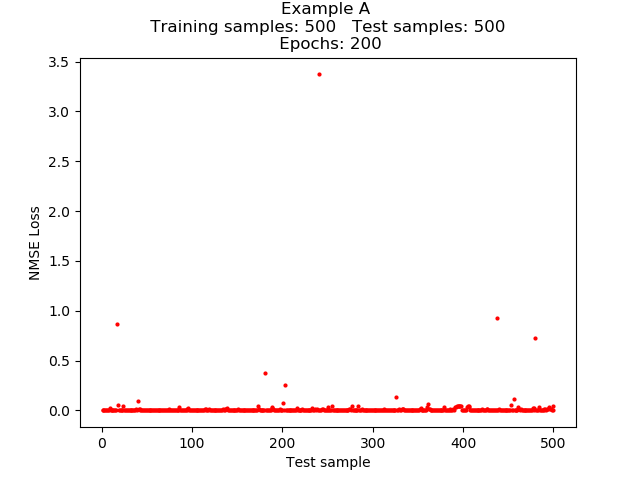 Example A
Training samples: 500   Test samples: 500
Epochs: 200
3.5
3.0
2.5
2.0
1.5
1.0
0.5
0.0
NMSE Loss
0 100 200 300 400 500
Test sample